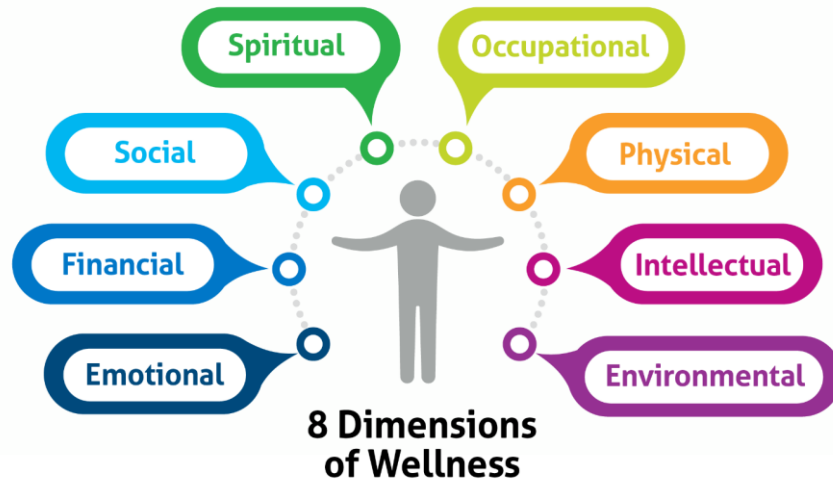 Spiritual
Occupational
Social
Physical
Financial
Intellectual
Emotional
Environmental
8 Dimensions
of Wellness